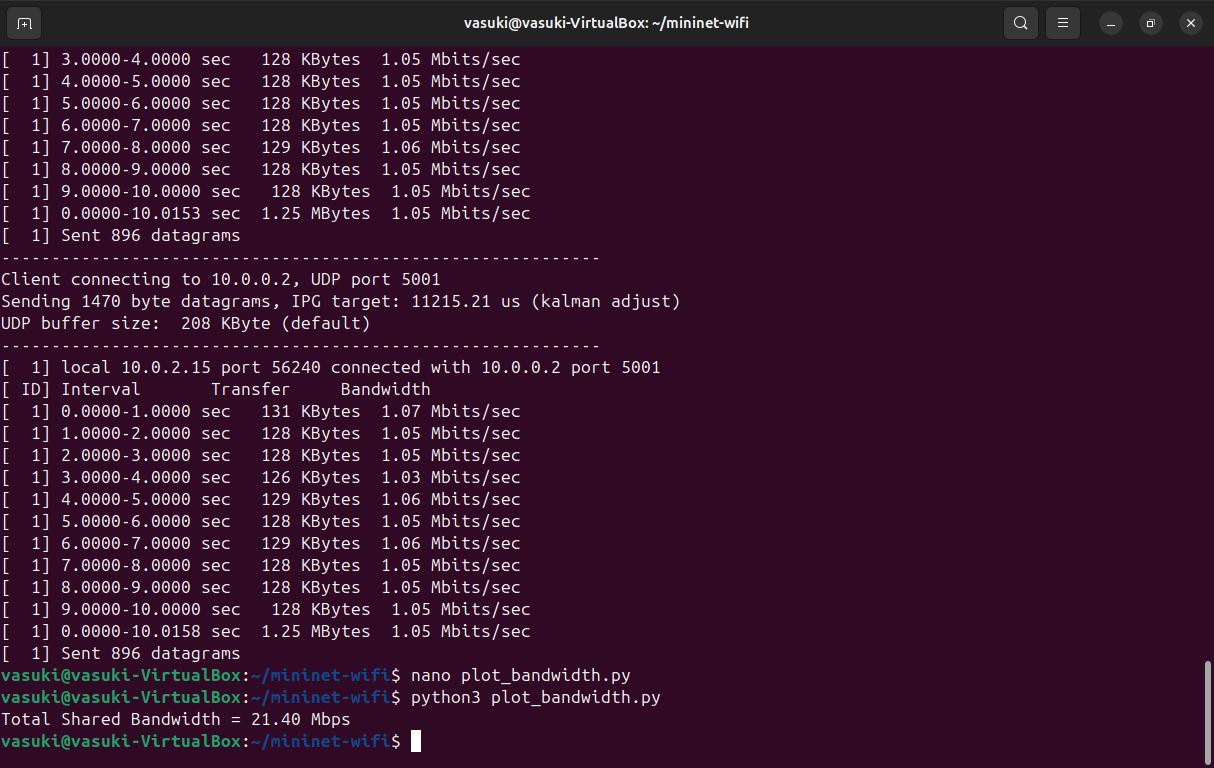 vasuki@vasuki-VirtualBox: ~/mininet-wifi
[  1] 3.0000-4.0000 sec   128 KBytes  1.05 Mbits/sec
[  1] 4.0000-5.0000 sec   128 KBytes  1.05 Mbits/sec
[  1] 5.0000-6.0000 sec   128 KBytes  1.05 Mbits/sec
[  1] 6.0000-7.0000 sec   128 KBytes  1.05 Mbits/sec
[  1] 7.0000-8.0000 sec   129 KBytes  1.06 Mbits/sec
[  1] 8.0000-9.0000 sec   128 KBytes  1.05 Mbits/sec
[  1] 9.0000-10.0000 sec   128 KBytes  1.05 Mbits/sec
[  1] 0.0000-10.0153 sec  1.25 MBytes  1.05 Mbits/sec
[  1] Sent 896 datagrams
------------------------------------------------------------
Client connecting to 10.0.0.2, UDP port 5001
Sending 1470 byte datagrams, IPG target: 11215.21 us (kalman adjust)
UDP buffer size:  208 KByte (default)
------------------------------------------------------------
[  1] local 10.0.2.15 port 56240 connected with 10.0.0.2 port 5001
[ ID] Interval       Transfer     Bandwidth
[  1] 0.0000-1.0000 sec   131 KBytes  1.07 Mbits/sec
[  1] 1.0000-2.0000 sec   128 KBytes  1.05 Mbits/sec
[  1] 2.0000-3.0000 sec   128 KBytes  1.05 Mbits/sec
[  1] 3.0000-4.0000 sec   126 KBytes  1.03 Mbits/sec
[  1] 4.0000-5.0000 sec   129 KBytes  1.06 Mbits/sec
[  1] 5.0000-6.0000 sec   128 KBytes  1.05 Mbits/sec
[  1] 6.0000-7.0000 sec   129 KBytes  1.06 Mbits/sec
[  1] 7.0000-8.0000 sec   128 KBytes  1.05 Mbits/sec
[  1] 8.0000-9.0000 sec   128 KBytes  1.05 Mbits/sec
[  1] 9.0000-10.0000 sec   128 KBytes  1.05 Mbits/sec
[  1] 0.0000-10.0158 sec  1.25 MBytes  1.05 Mbits/sec
[  1] Sent 896 datagrams
vasuki@vasuki-VirtualBox:~/mininet-wifi$ nano plot_bandwidth.py
vasuki@vasuki-VirtualBox:~/mininet-wifi$ python3 plot_bandwidth.py
Total Shared Bandwidth = 21.40 Mbps
vasuki@vasuki-VirtualBox:~/mininet-wifi$